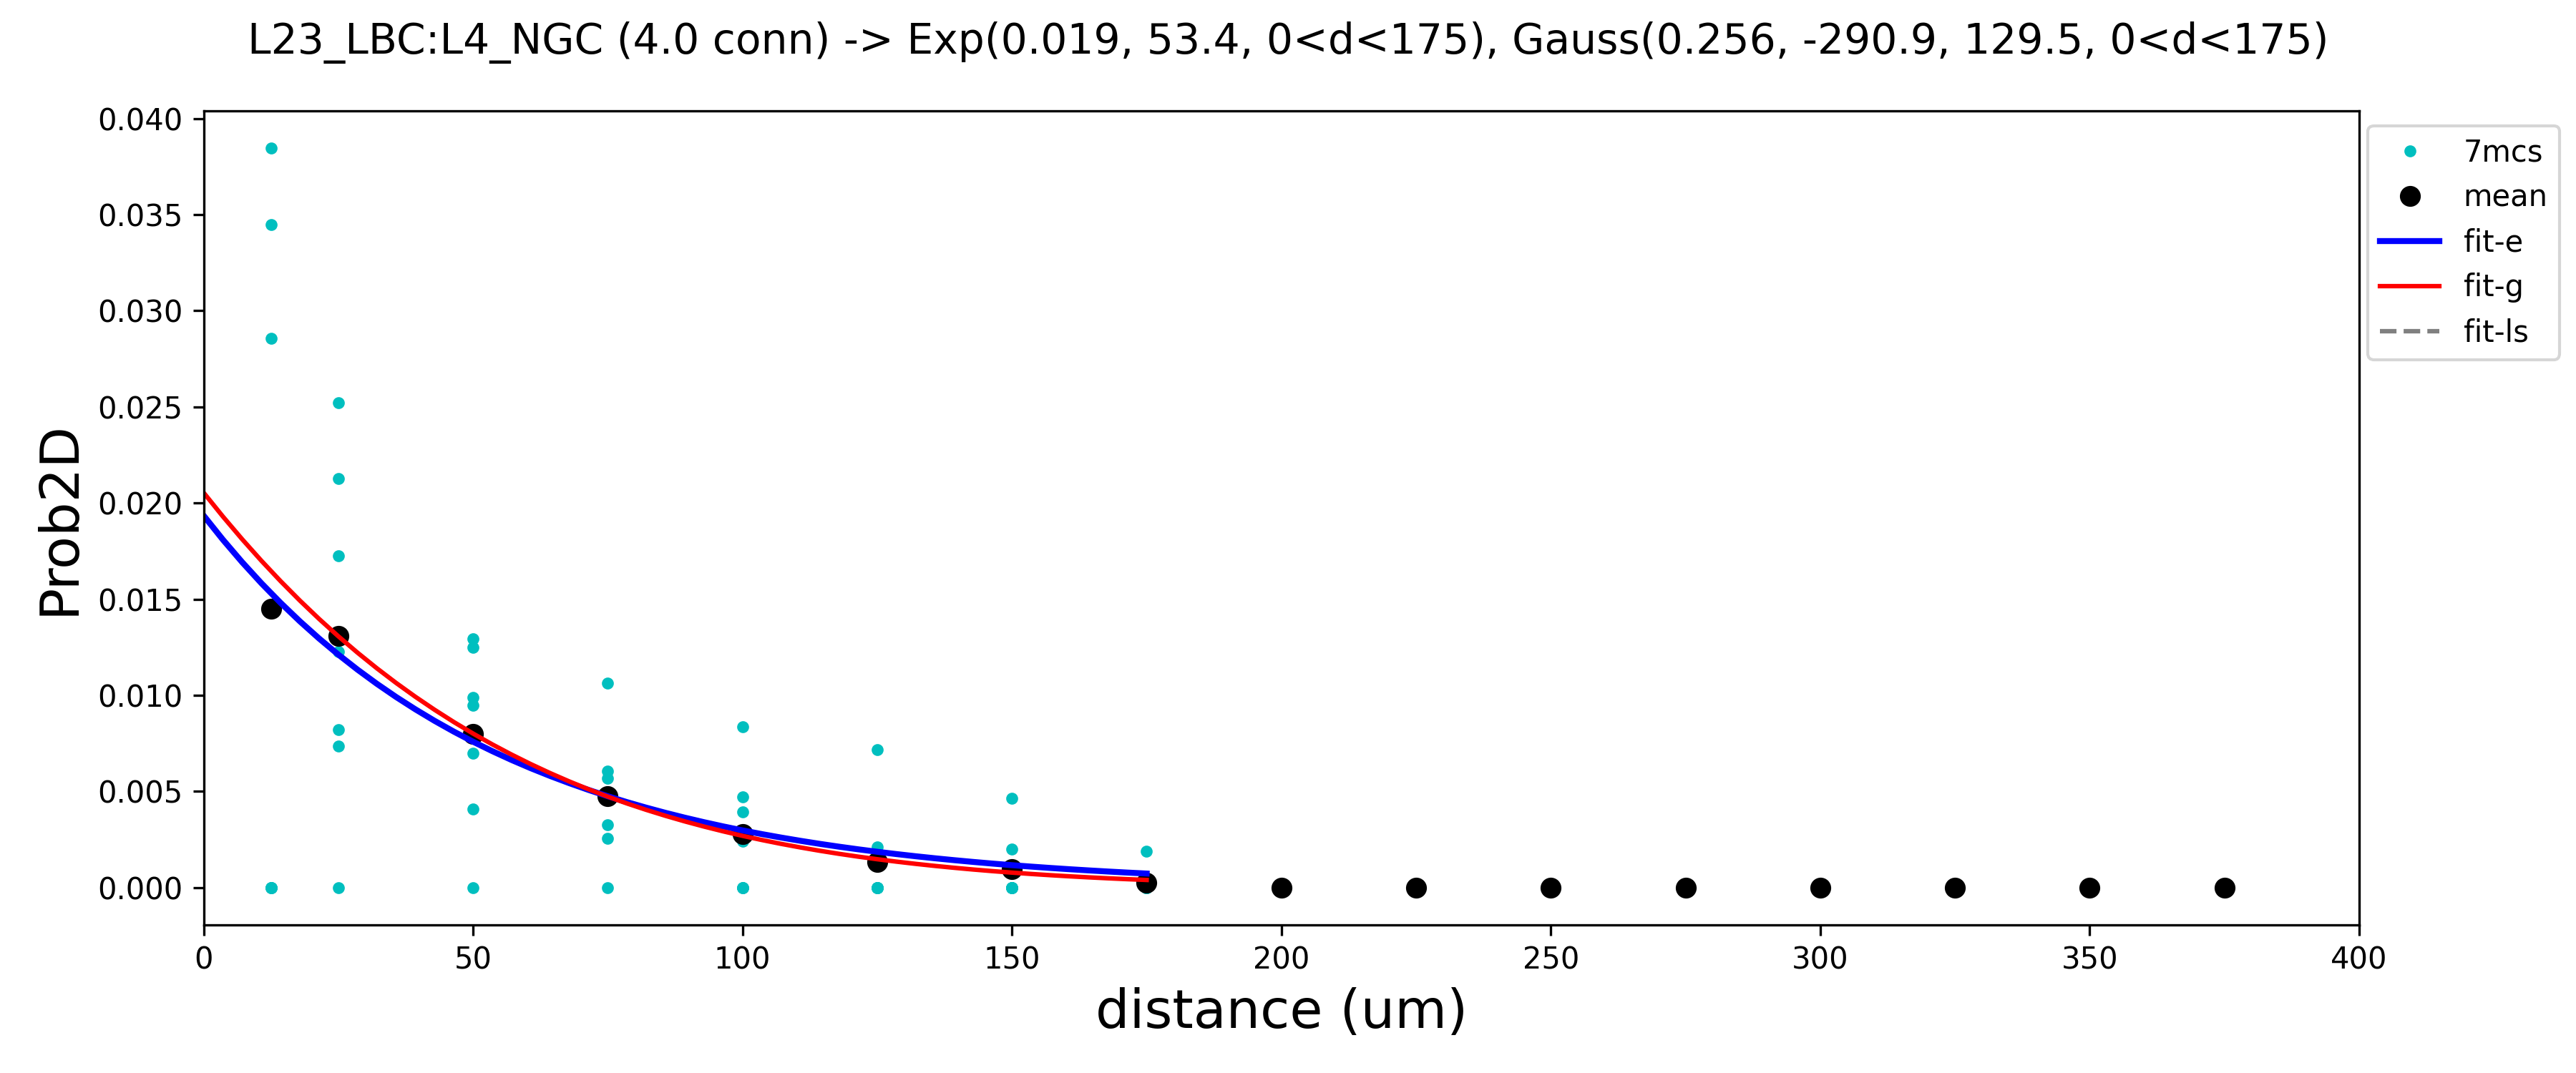 L23_LBC:L4_NGC (4.0 conn) -> Exp(0.019, 53.4, 0<d<175), Gauss(0.256, -290.9, 129.5, 0<d<175)
0.040
0.035
0.030
0.025
0.020
0.015
0.010
0.005
0.000
Prob2D
0 50 100 150 200 250 300 350 400
distance (um)
7mcs
mean
fit-e
fit-g
fit-ls